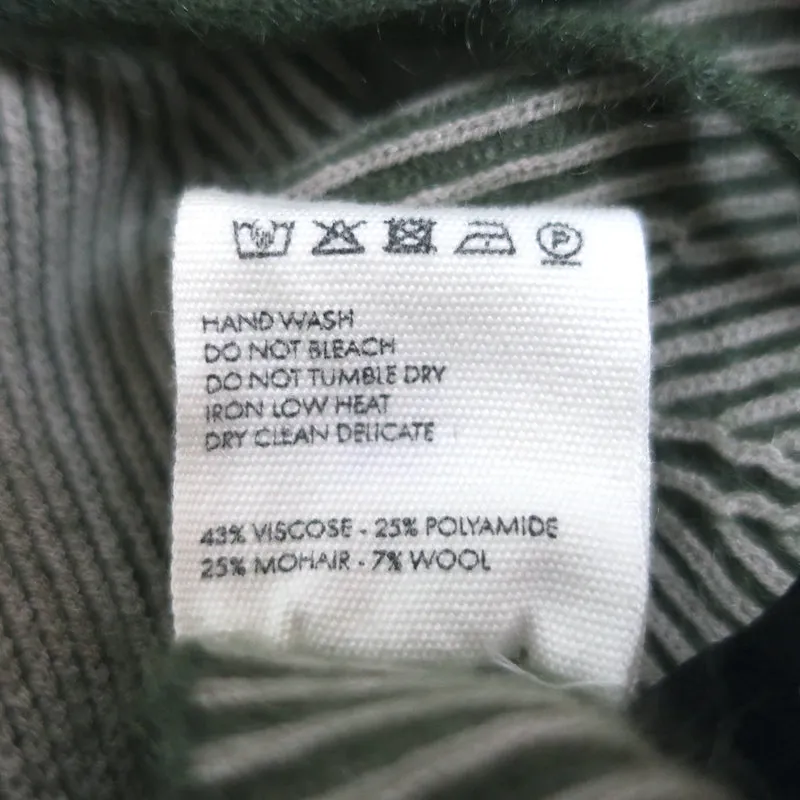 P
HAND WASH
DO NOT BLEACH
DO NOT TUMBLE DRY
IRON LOW HEAT
DRY CLEAN DELICATE
43% VISCOSE - 25% POLYAMIDE
25% MOHAIR - 7% WOOL